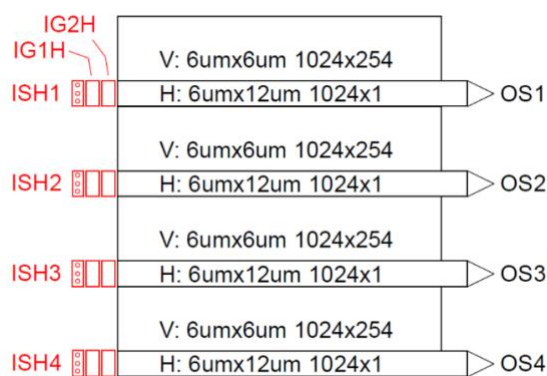 IG2H
IG1H
V: 6umx6um 1024x254
ISH1 H: 6umx12um 1024x1 OS1
V: 6umx6um 1024x254
ISH2 H: 6umx12um 1024x1 OS2
V: 6umx6um 1024x254
ISH3 H: 6umx12um 1024x1 OS3
V: 6umx6um 1024x254
ISH4 H: 6umx12um 1024x1 OS4